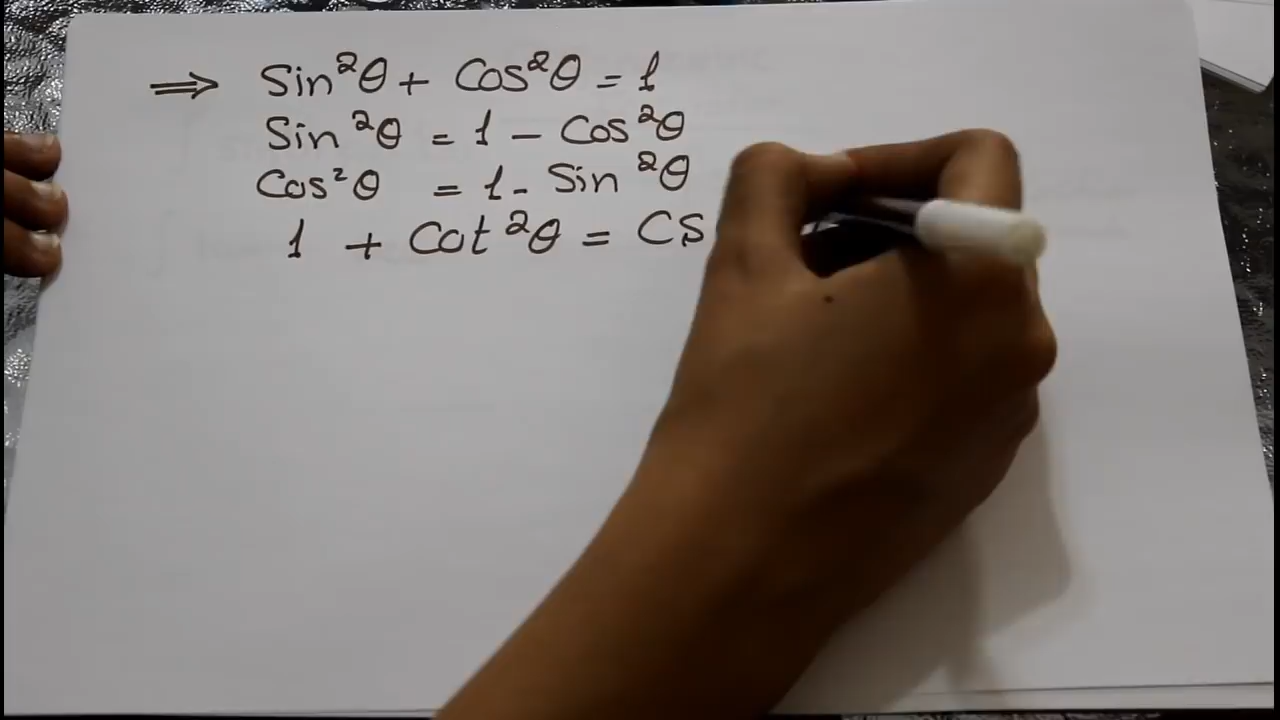 ⇒ Sin²θ + Cos²θ = 1
Sin²θ = 1 - Cos²θ
Cos²θ = 1 - Sin²θ
1 + Cot²θ = CS